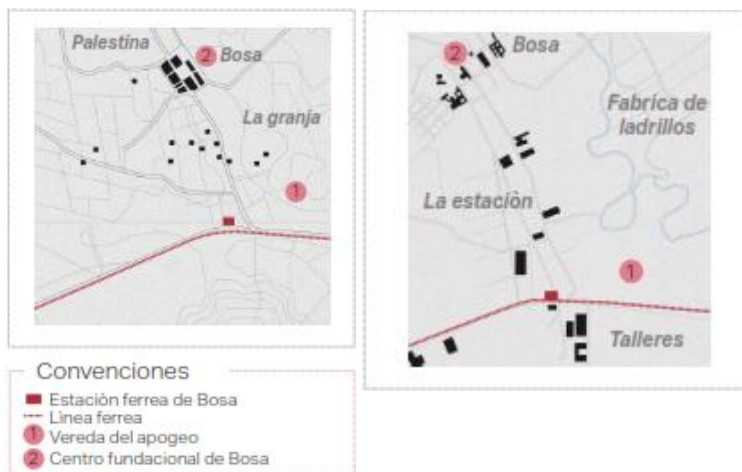 Palestina
2 Bosa
La granja
1
2 Bosa
Fabrica de
ladrillos
La estaciòn
1
Talleres
Convenciones
Estaciòn ferrea de Bosa
Lìnea ferrea
1 Vereda del apogeo
2 Centro fundacional de Bosa